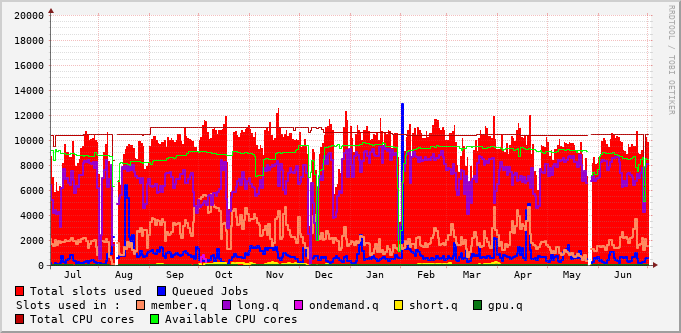 20000
18000
16000
14000
12000
10000
8000
6000
4000
2000
0
Jul Aug Sep Oct Nov Dec Jan Feb Mar Apr May Jun
Total slots used Queued Jobs
Slots used in : member.q long.q ondemand.q short.q gpu.q
Total CPU cores Available CPU cores
RRDTOOL / TOBI OETIKER